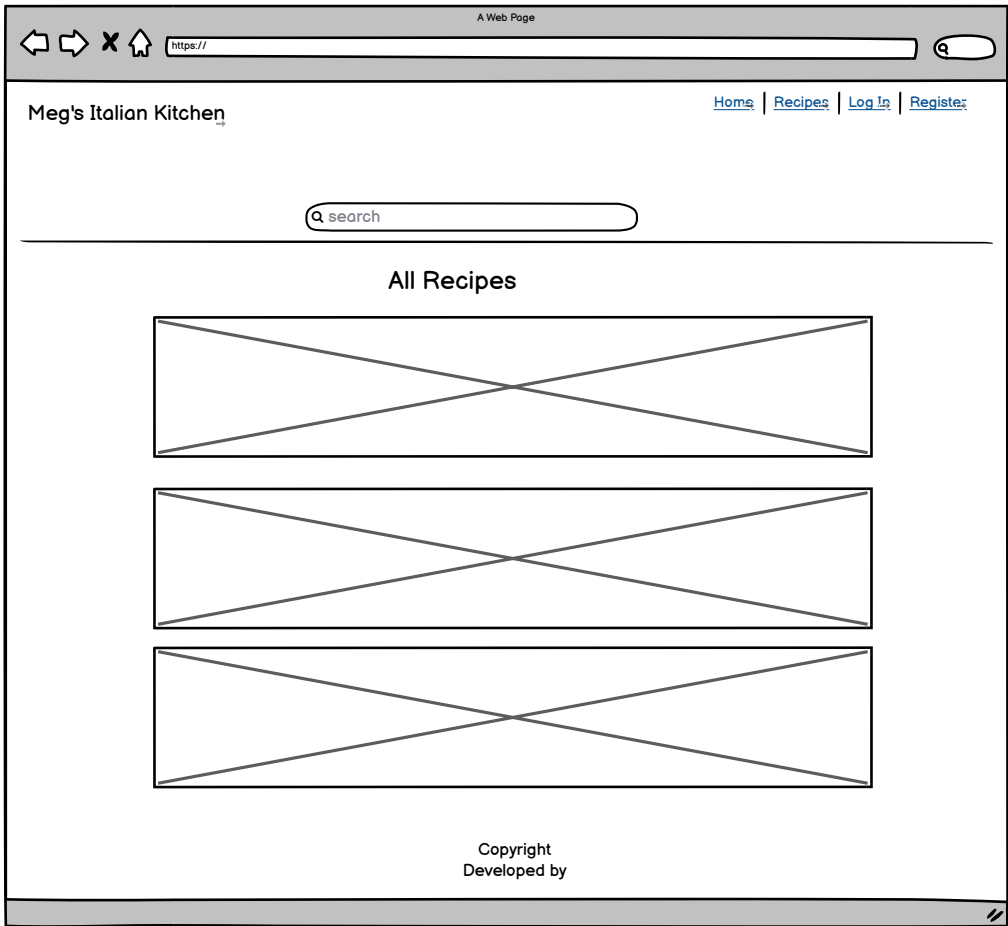 A Web Page
https://
Meg's Italian Kitchen
Home | Recipes | Log In | Register
search
All Recipes
Copyright
Developed by